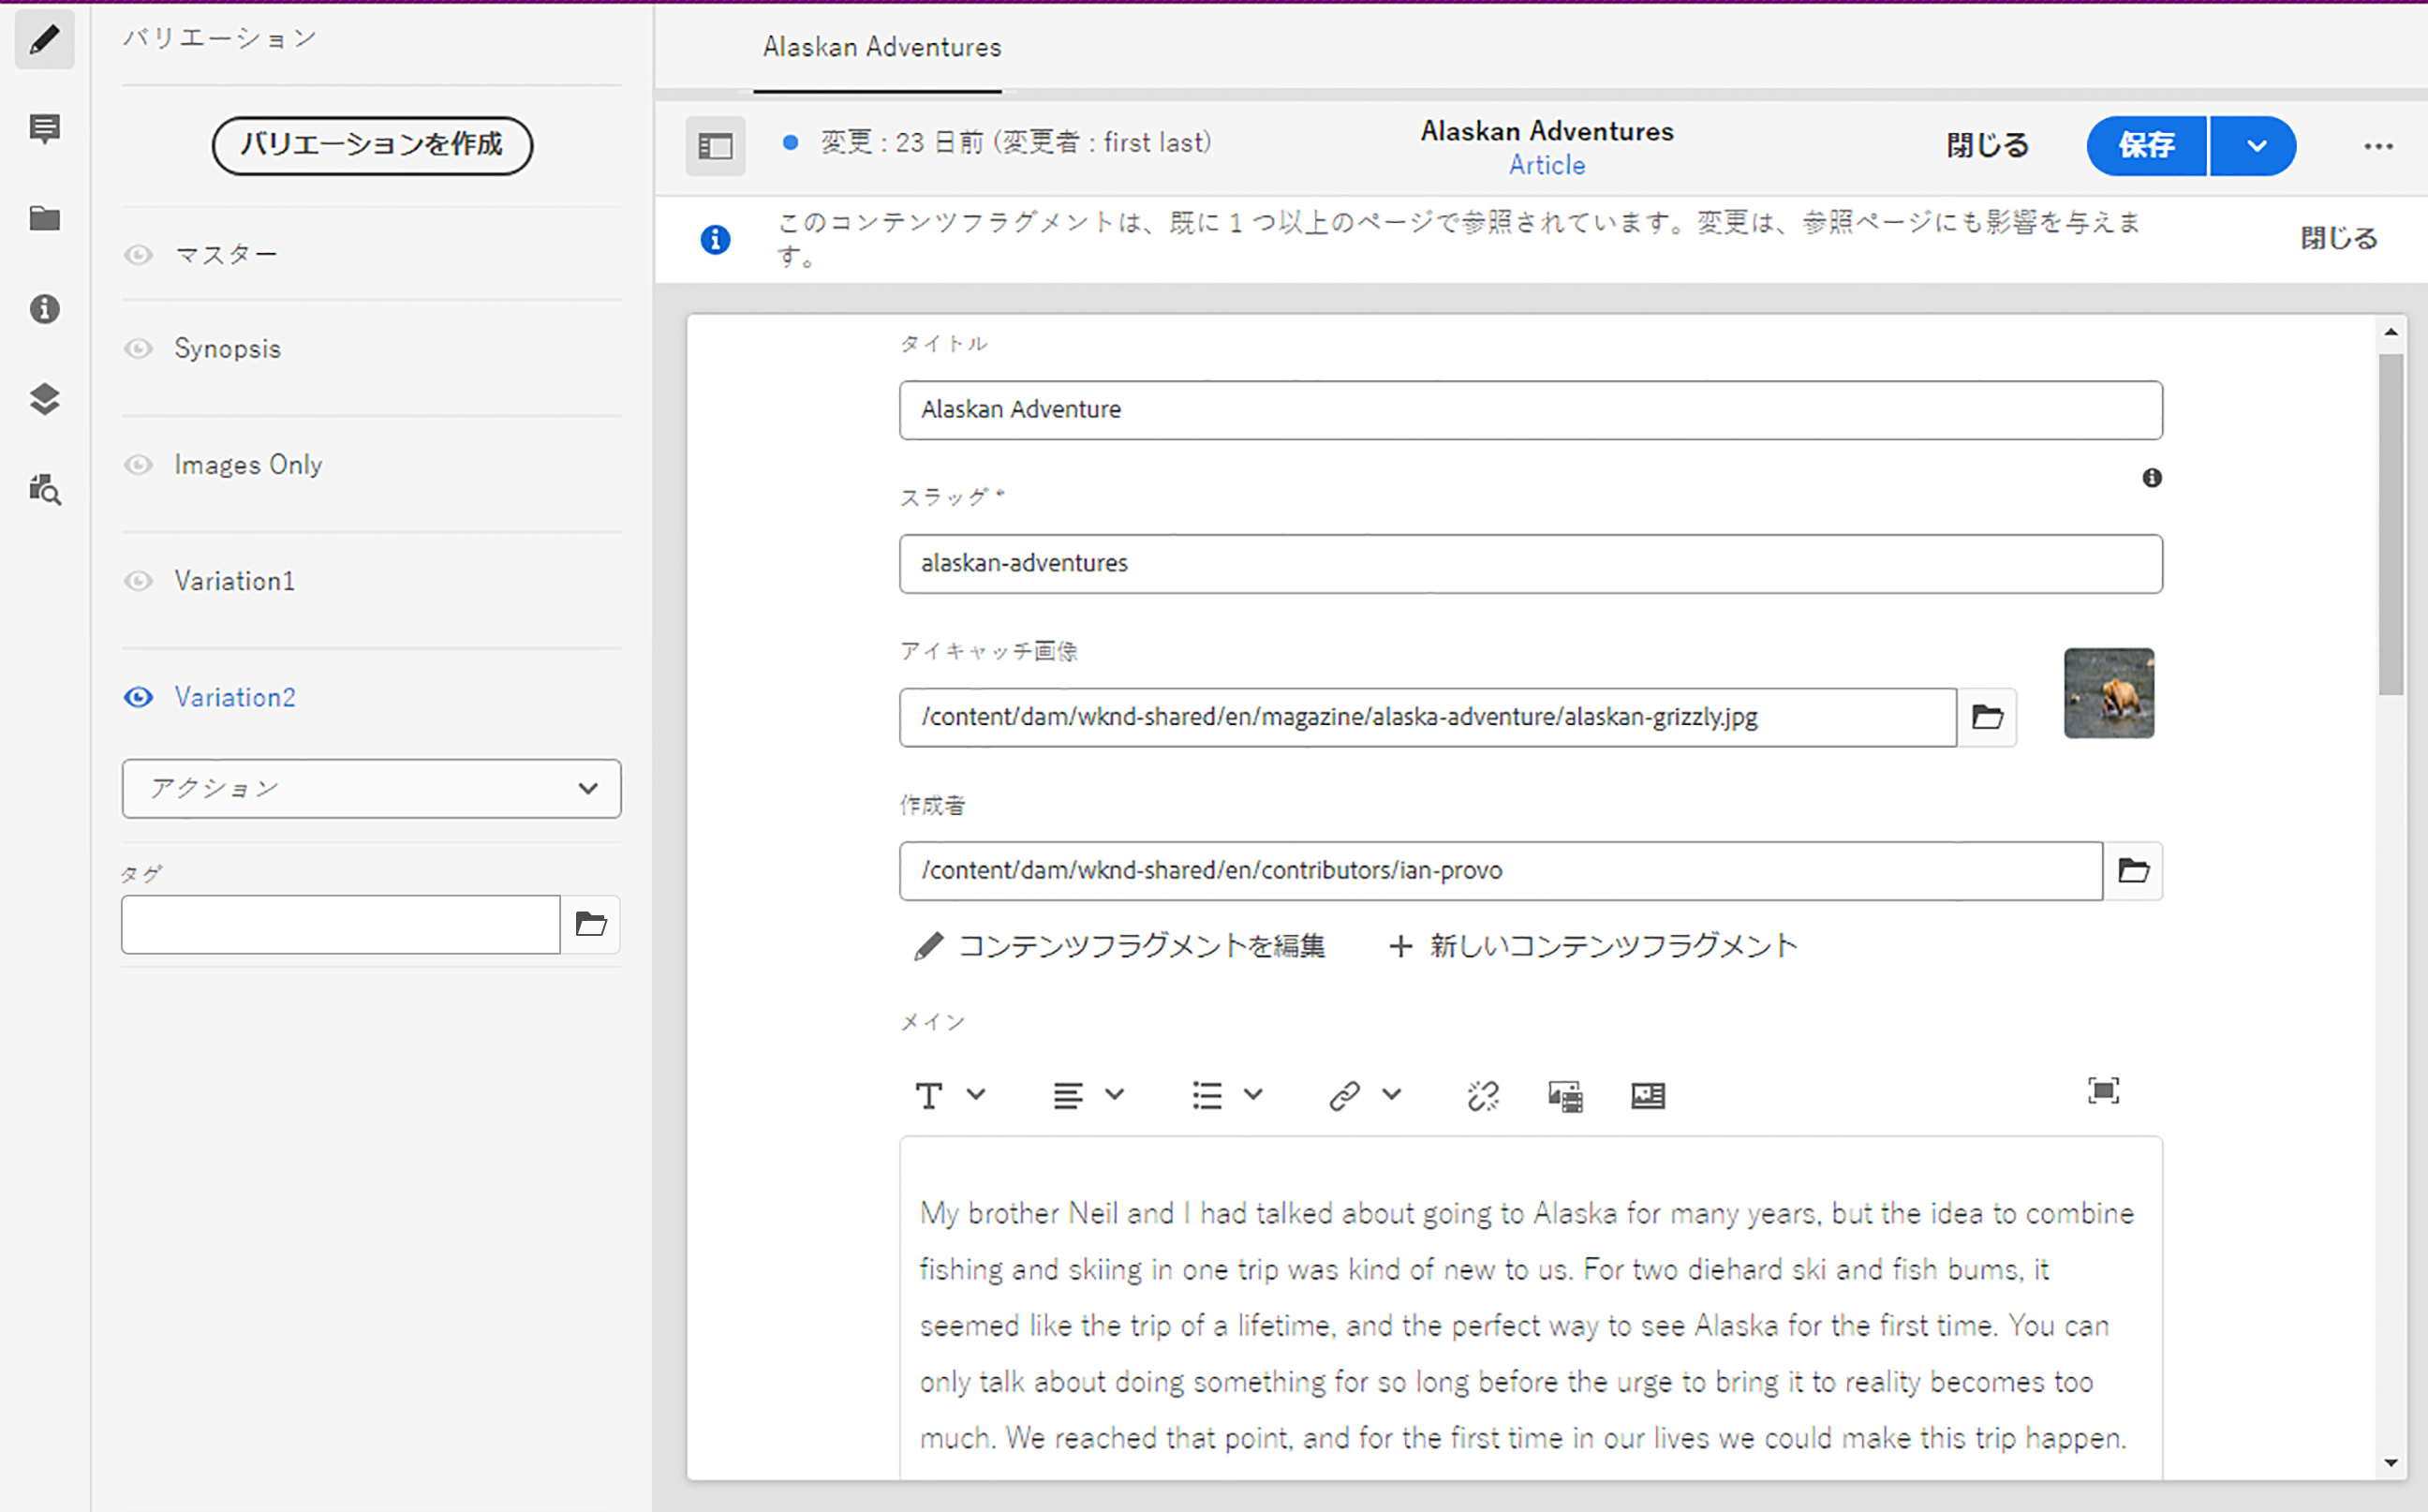 バリエーション
バリエーションを作成
マスター
Synopsis
Images Only
Variation1
Variation2
アクション
タグ
Alaskan Adventures
変更 : 23 日前 (変更者 : first last)
Alaskan Adventures
Article
閉じる
保存
このコンテンツフラグメントは、既に 1 つ以上のページで参照されています。変更は、参照ページにも影響を与えま
す。
閉じる
タイトル
Alaskan Adventure
スラッグ *
alaskan-adventures
アイキャッチ画像
/content/dam/wknd-shared/en/magazine/alaska-adventure/alaskan-grizzly.jpg
作成者
/content/dam/wknd-shared/en/contributors/ian-provo
コンテンツフラグメントを編集
新しいコンテンツフラグメント
メイン
My brother Neil and I had talked about going to Alaska for many years, but the idea to combine
fishing and skiing in one trip was kind of new to us. For two diehard ski and fish bums, it
seemed like the trip of a lifetime, and the perfect way to see Alaska for the first time. You can
only talk about doing something for so long before the urge to bring it to reality becomes too
much. We reached that point, and for the first time in our lives we could make this trip happen.